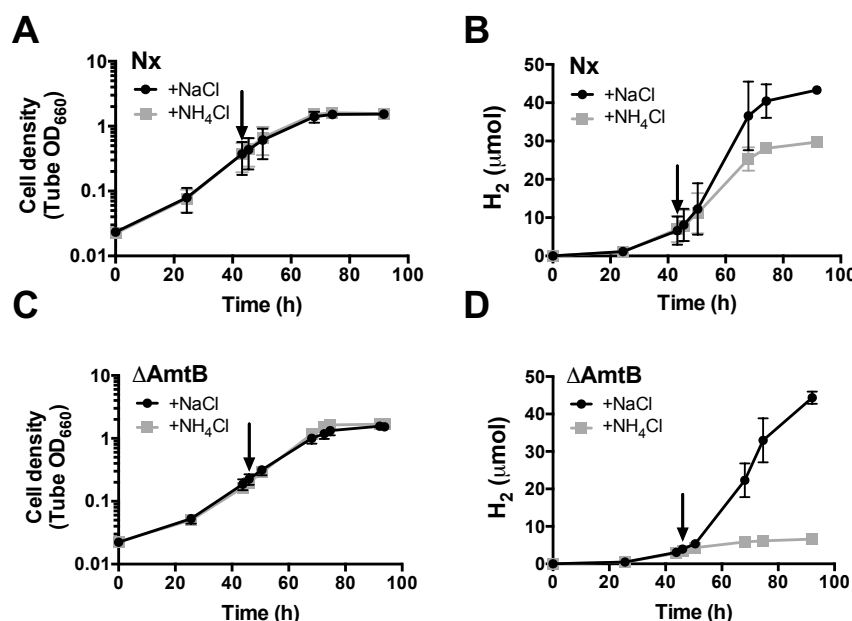 A
Nx
+NaCl
+NH₄Cl
Cell density
(Tube OD₆₆₀)
10
1
0.1
0.01
0 20 40 60 80 100
Time (h)
B
Nx
+NaCl
+NH₄Cl
H₂ (μmol)
50
40
30
20
10
0
0 20 40 60 80 100
Time (h)
C
ΔAmtB
+NaCl
+NH₄Cl
Cell density
(Tube OD₆₆₀)
10
1
0.1
0.01
0 20 40 60 80 100
Time (h)
D
ΔAmtB
+NaCl
+NH₄Cl
H₂ (μmol)
50
40
30
20
10
0
0 20 40 60 80 100
Time (h)